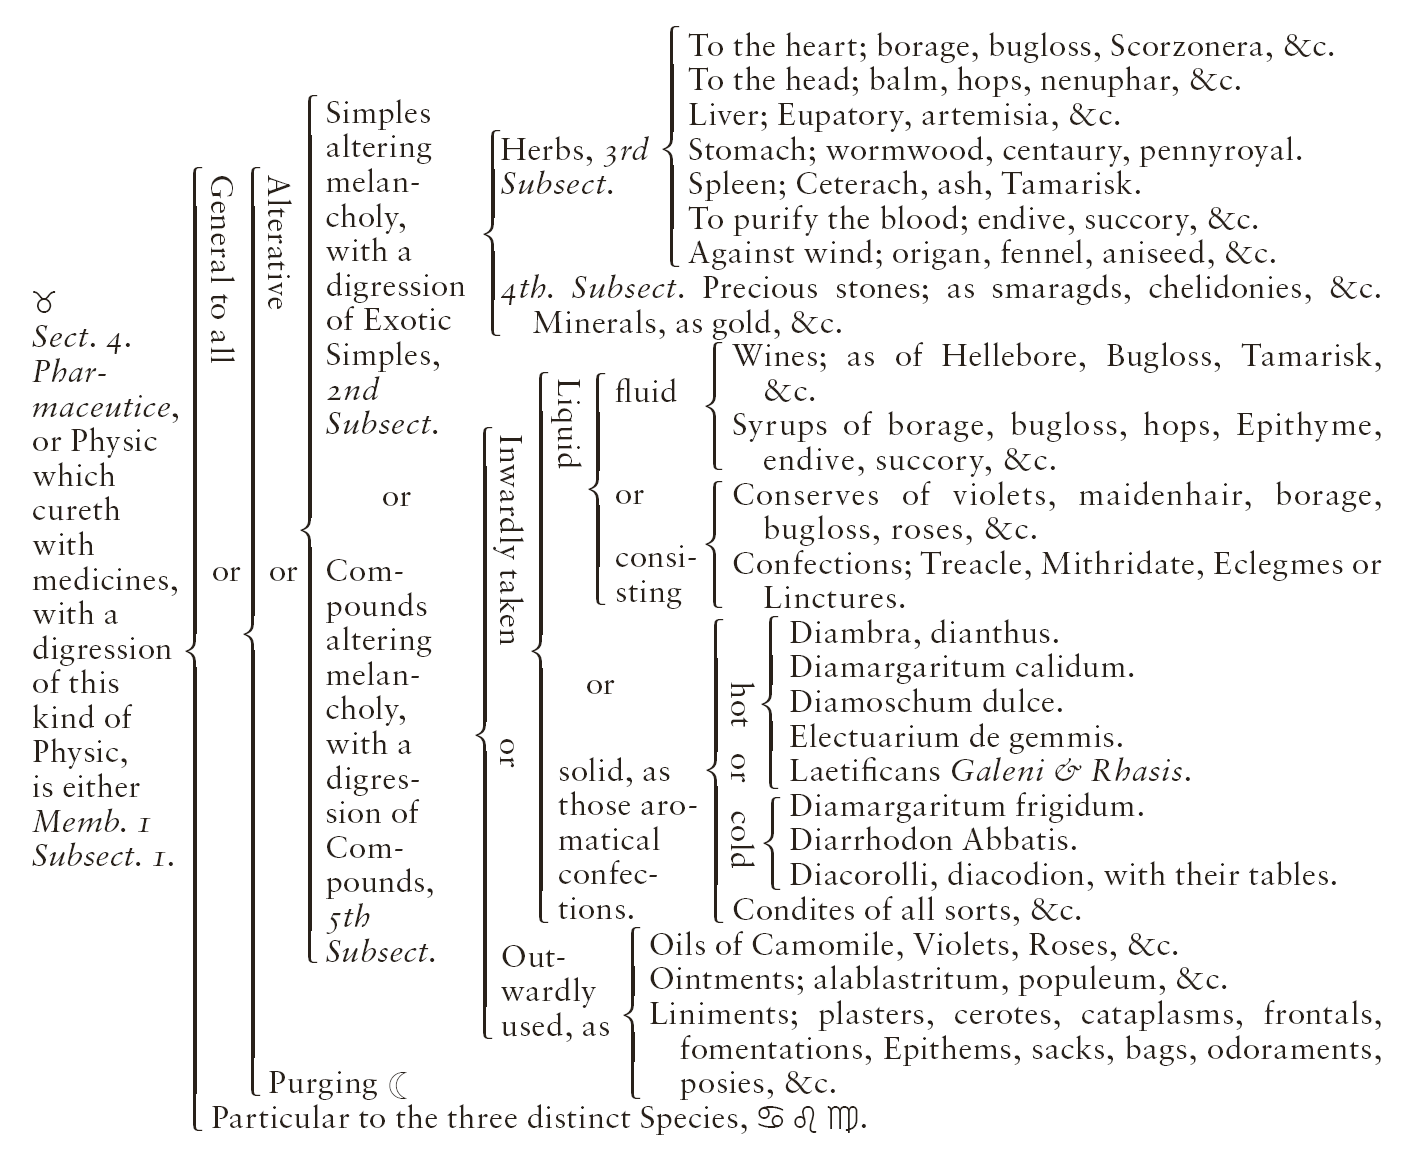 ♉
Sect. 4.
Phar-
maceutice,
or Physic
which
cureth
with
medicines,
with a
digression
of this
kind of
Physic,
is either
Memb. 1
Subsect. 1.
General to all
or
Alterative
or
Simples
altering
melan-
choly,
with a
digression
of Exotic
Simples,
2nd
Subsect.
or
Herbs, 3rd
Subsect.
To the heart; borage, bugloss, Scorzonera, &c.
To the head; balm, hops, nenuphar, &c.
Liver; Eupatory, artemisia, &c.
Stomach; wormwood, centaury, pennyroyal.
Spleen; Ceterach, ash, Tamarisk.
To purify the blood; endive, succory, &c.
Against wind; origan, fennel, aniseed, &c.
4th. Subsect. Precious stones; as smaragds, chelidonies, &c.
Minerals, as gold, &c.
Com-
pounds
altering
melan-
choly,
with a
digres-
sion of
Com-
pounds,
5th
Subsect.
Inwardly taken
or
Liquid
fluid
Wines; as of Hellebore, Bugloss, Tamarisk,
&c.
Syrups of borage, bugloss, hops, Epithyme,
endive, succory, &c.
or
consi-
sting
Conserves of violets, maidenhair, borage,
bugloss, roses, &c.
Confections; Treacle, Mithridate, Eclegmes or
Linctures.
or
solid, as
those aro-
matical
confec-
tions.
hot
Diambra, dianthus.
Diamargaritum calidum.
Diamoschum dulce.
Electuarium de gemmis.
Laetificans Galeni & Rhasis.
or
cold
Diamargaritum frigidum.
Diarrhodon Abbatis.
Diacorolli, diacodion, with their tables.
Condites of all sorts, &c.
Out-
wardly
used, as
Oils of Camomile, Violets, Roses, &c.
Ointments; alablastritum, populeum, &c.
Liniments; plasters, cerotes, cataplasms, frontals,
fomentations, Epithems, sacks, bags, odoraments,
posies, &c.
Purging ☾
Particular to the three distinct Species, ♋ ♌ ♍.